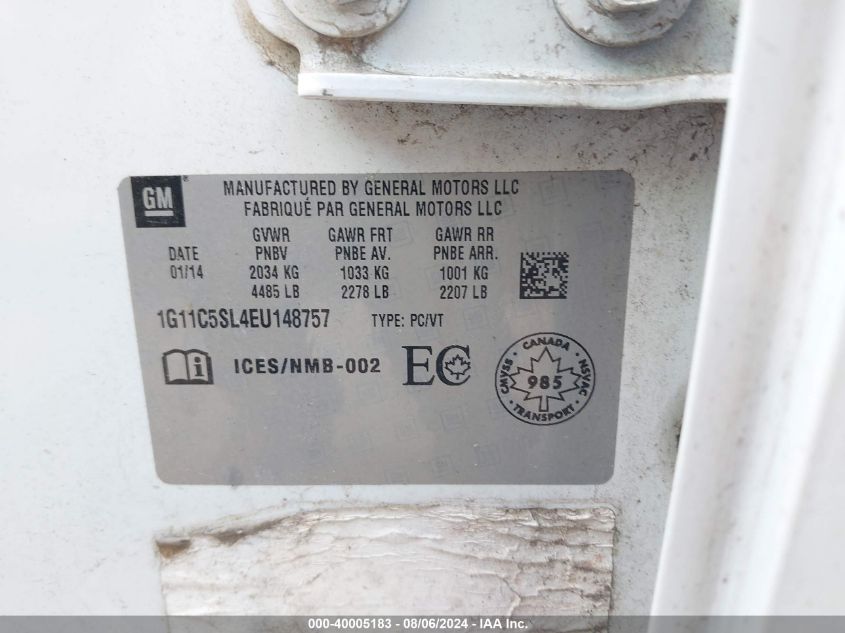 GM
MANUFACTURED BY GENERAL MOTORS LLC
FABRIQUÉ PAR GENERAL MOTORS LLC
GVWR GAWR FRT GAWR RR
DATE PNBV PNBE AV. PNBE ARR.
01/14 2034 KG 1033 KG 1001 KG
4485 LB 2278 LB 2207 LB
1G11C5SL4EU148757 TYPE: PC/VT
i ICES/NMB-002 EC
CANADA
CMVSS 985 NSVAC
TRANSPORT
000-40005183 - 08/06/2024 - IAA Inc.